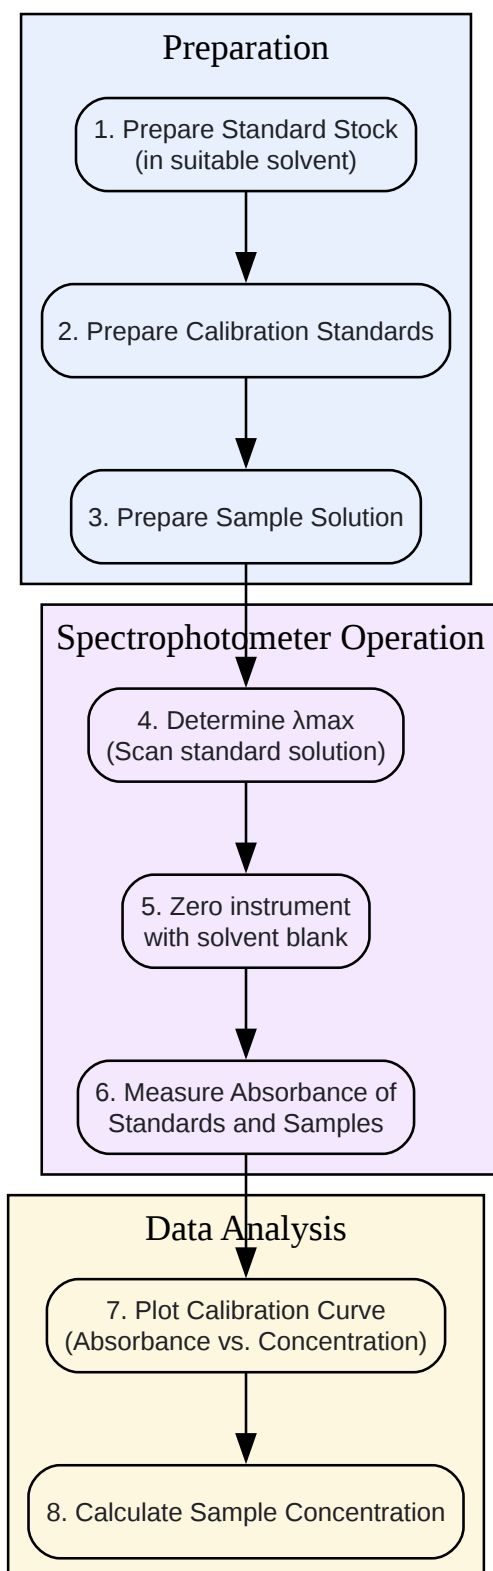 Preparation
1. Prepare Standard Stock
(in suitable solvent)
2. Prepare Calibration Standards
3. Prepare Sample Solution
Spectrophotometer Operation
4. Determine λmax
(Scan standard solution)
5. Zero instrument
with solvent blank
6. Measure Absorbance of
Standards and Samples
Data Analysis
7. Plot Calibration Curve
(Absorbance vs. Concentration)
8. Calculate Sample Concentration